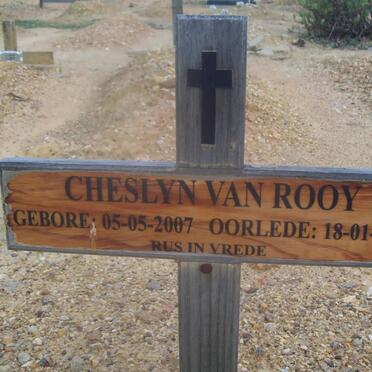 CHESLYN VAN ROOY
GEBORE: 05-05-2007 OORLEDE: 18-01-
RUS IN VREDE